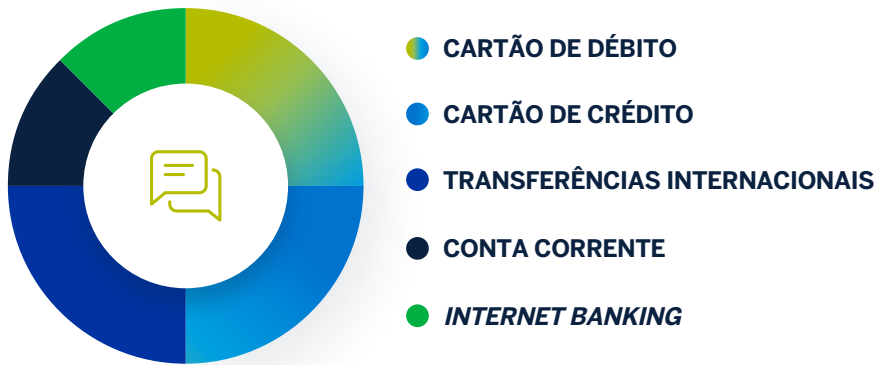 CARTÃO DE DÉBITO
CARTÃO DE CRÉDITO
TRANSFERÊNCIAS INTERNACIONAIS
CONTA CORRENTE
INTERNET BANKING